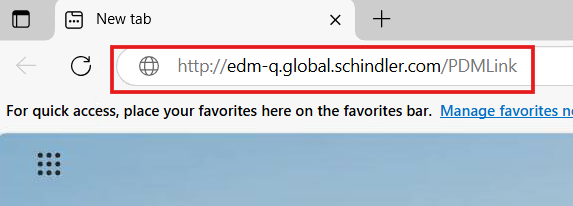 New tab
http://edm-q.global.schindler.com/PDMLink
For quick access, place your favorites here on the favorites bar. Manage favorites